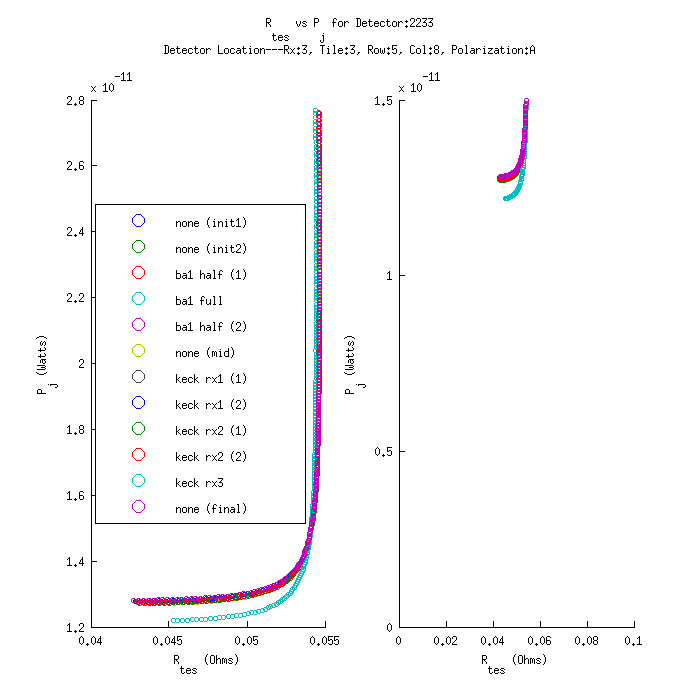 R tes vs P j for Detector:2233
Detector Location---Rx:3, Tile:3, Row:5, Col:8, Polarization:A
x 10^-11
2.8
2.6
2.4
2.2
2
1.8
1.6
1.4
1.2
P j (Watts)
none (init1)
none (init2)
ba1 half (1)
ba1 full
ba1 half (2)
none (mid)
keck rx1 (1)
keck rx1 (2)
keck rx2 (1)
keck rx2 (2)
keck rx3
none (final)
0.04 0.045 0.05 0.055
R tes (Ohms)
x 10^-11
1.5
1
0.5
0
P j (Watts)
0 0.02 0.04 0.06 0.08 0.1
R tes (Ohms)